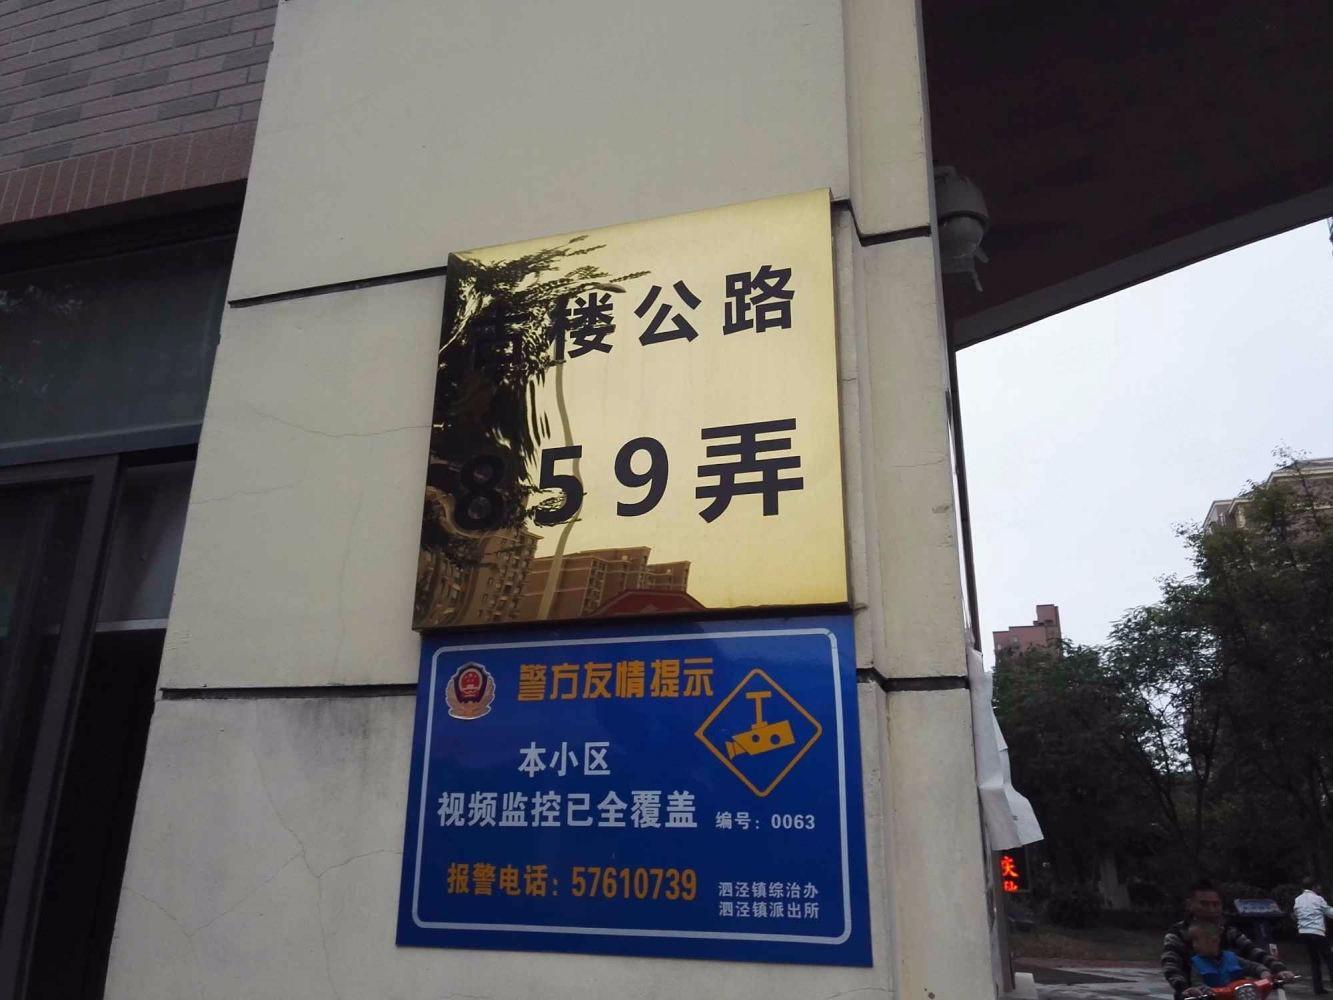 古楼公路
859弄
警方友情提示
本小区
视频监控已全覆盖
编号：0063
报警电话：57610739
泗泾镇综治办
泗泾镇派出所
庆